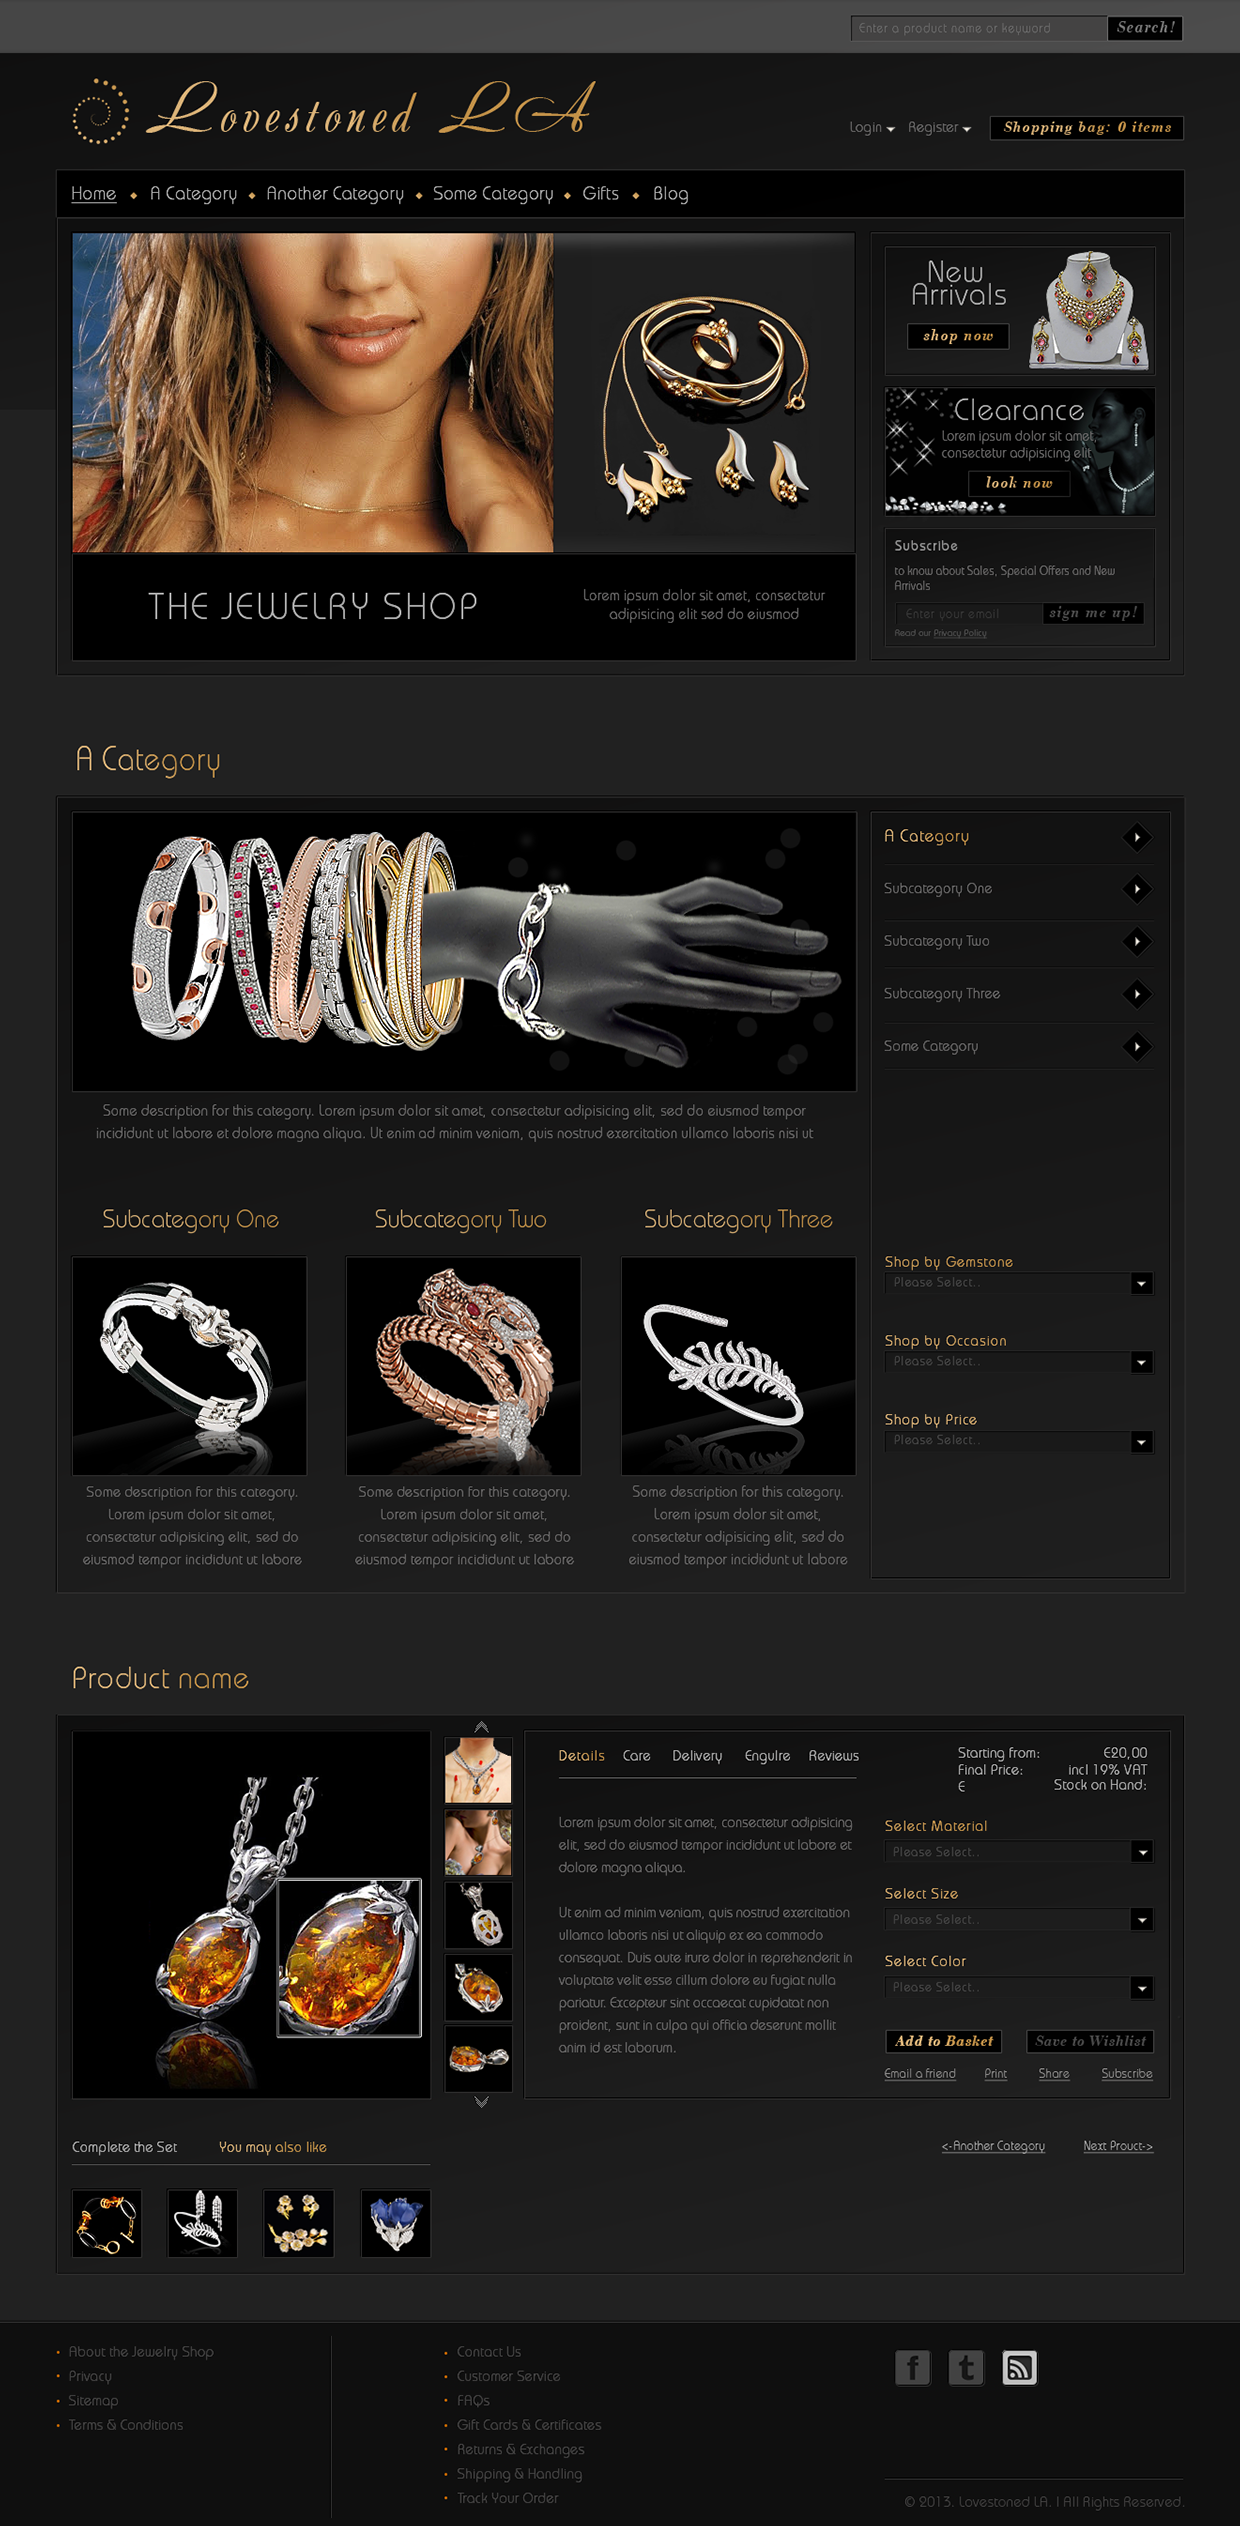 Enter a product name or keyword
Search!
Lovestoned LA
Login
Register
Shopping bag: 0 items
Home
A Category
Another Category
Some Category
Gifts
Blog
New
Arrivals
shop now
Clearance
Lorem ipsum dolor sit amet,
consectetur adipisicing elit
look now
THE JEWELRY SHOP
Lorem ipsum dolor sit amet, consectetur
adipisicing elit sed do eiusmod
Subscribe
to know about Sales, Special Offers and New
Arrivals
Enter your email
sign me up!
Read our Privacy Policy
A Category
A Category
Subcategory One
Subcategory Two
Subcategory Three
Some Category
Some description for this category. Lorem ipsum dolor sit amet, consectetur adipisicing elit, sed do eiusmod tempor
incididunt ut labore et dolore magna aliqua. Ut enim ad minim veniam, quis nostrud exercitation ullamco laboris nisi ut
Subcategory One
Subcategory Two
Subcategory Three
Some description for this category.
Lorem ipsum dolor sit amet,
consectetur adipisicing elit, sed do
eiusmod tempor incididunt ut labore
Some description for this category.
Lorem ipsum dolor sit amet,
consectetur adipisicing elit, sed do
eiusmod tempor incididunt ut labore
Some description for this category.
Lorem ipsum dolor sit amet,
consectetur adipisicing elit, sed do
eiusmod tempor incididunt ut labore
Shop by Gemstone
Please Select..
Shop by Occasion
Please Select..
Shop by Price
Please Select..
Product name
Details
Care
Delivery
EnguIre
Reviews
Lorem ipsum dolor sit amet, consectetur adipisicing
elit, sed do eiusmod tempor incididunt ut labore et
dolore magna aliqua.
Ut enim ad minim veniam, quis nostrud exercitation
ullamco laboris nisi ut aliquip ex ea commodo
consequat. Duis aute irure dolor in reprehenderit in
voluptate velit esse cillum dolore eu fugiat nulla
pariatur. Excepteur sint occaecat cupidatat non
proident, sunt in culpa qui officia deserunt mollit
anim id est laborum.
Starting from:
€20,00
Final Price:
incl 19% VAT
€
Stock on Hand:
Select Material
Please Select..
Select Size
Please Select..
Select Color
Please Select..
Add to Basket
Save to Wishlist
Email a friend
Print
Share
Subscribe
Complete the Set
You may also like
<-Another Category
Next Prouct->
About the Jewelry Shop
Privacy
Sitemap
Terms & Conditions
Contact Us
Customer Service
FAQs
Gift Cards & Certificates
Returns & Exchanges
Shipping & Handling
Track Your Order
f
t
© 2013. Lovestoned LA. I All Rights Reserved.